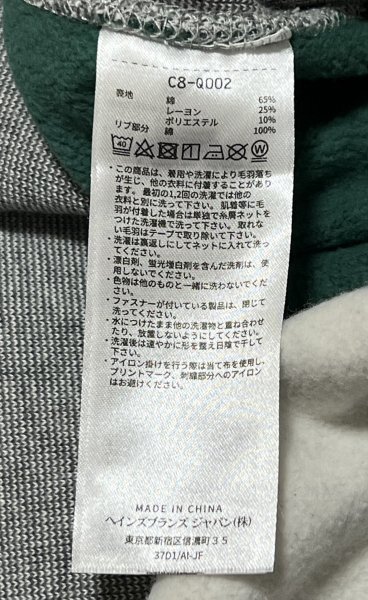 C8-Q002
表地 綿 65%
レーヨン 25%
ポリエステル 10%
リブ部分 綿 100%
40
W
・この商品は、着用や洗濯により毛羽落ち
が生じ、他の衣料に付着することがあり
ます。最初の1,2回の洗濯では他の
衣料と別に洗って下さい。肌着等に毛
羽が付着した場合は単独で糸屑ネットを
つけた洗濯機で洗って下さい。取れな
い毛羽はテープで取り除いて下さい。
・洗濯は裏返しにしてネットに入れて洗っ
てください。
・漂白剤、蛍光増白剤を含んだ洗剤は、使
用しないでください。
色物は他のものと一緒に洗わないでくださ
い。
・ファスナーが付いている製品は、閉じて
洗ってください。
・水につけたまま他の洗濯物と重ね合わせ
たり、放置しないようにしてください。
・洗濯後は速やかに形を整え日陰で干して
下さい。
・アイロン掛けを行う際は当て布を使用し、
プリントマーク、刺繍部分へのアイロン
はお避けください。
MADE IN CHINA
ヘインズブランズ ジャパン(株)
東京都新宿区信濃町35
37D1/AI-JF